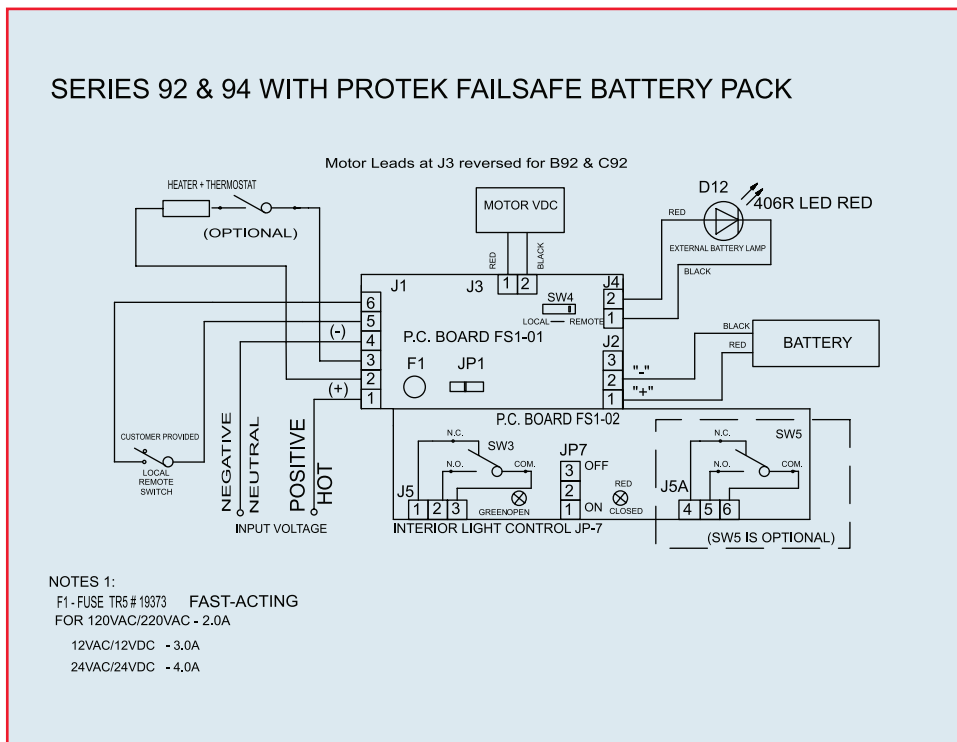 SERIES 92 & 94 WITH PROTEK FAILSAFE BATTERY PACK
Motor Leads at J3 reversed for B92 & C92
HEATER + THERMOSTAT
(OPTIONAL)
MOTOR VDC
RED
BLACK
D12
406R LED RED
RED
EXTERNAL BATTERY LAMP
BLACK
J1
J3
1 2
J4
2
1
SW4
LOCAL — REMOTE
6
5
4
3
2
1
(-)
(+)
P.C. BOARD FS1-01
F1
JP1
J2
3
2
1
"-"
"+"
BLACK
RED
BATTERY
P.C. BOARD FS1-02
CUSTOMER PROVIDED
LOCAL
REMOTE
SWITCH
NEGATIVE
NEUTRAL
POSITIVE
HOT
INPUT VOLTAGE
N.C.
SW3
N.O.
COM.
J5
1 2 3
GREEN
OPEN
JP7
3 OFF
2
1 ON
RED
CLOSED
INTERIOR LIGHT CONTROL JP-7
N.C.
SW5
N.O.
COM.
J5A
4 5 6
(SW5 IS OPTIONAL)
NOTES 1:
F1 - FUSE TR5 # 19373 FAST-ACTING
FOR 120VAC/220VAC - 2.0A
12VAC/12VDC - 3.0A
24VAC/24VDC - 4.0A